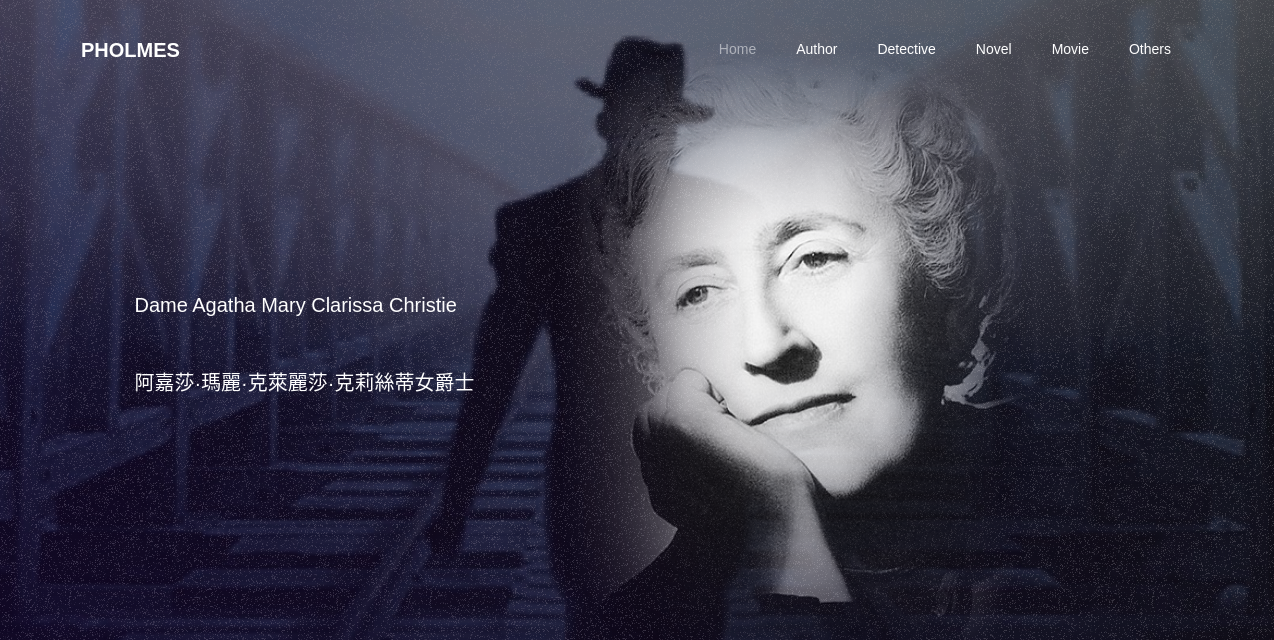 PHOLMES
Home Author Detective Novel Movie Others
Dame Agatha Mary Clarissa Christie
阿嘉莎·瑪麗·克萊麗莎·克莉絲蒂女爵士